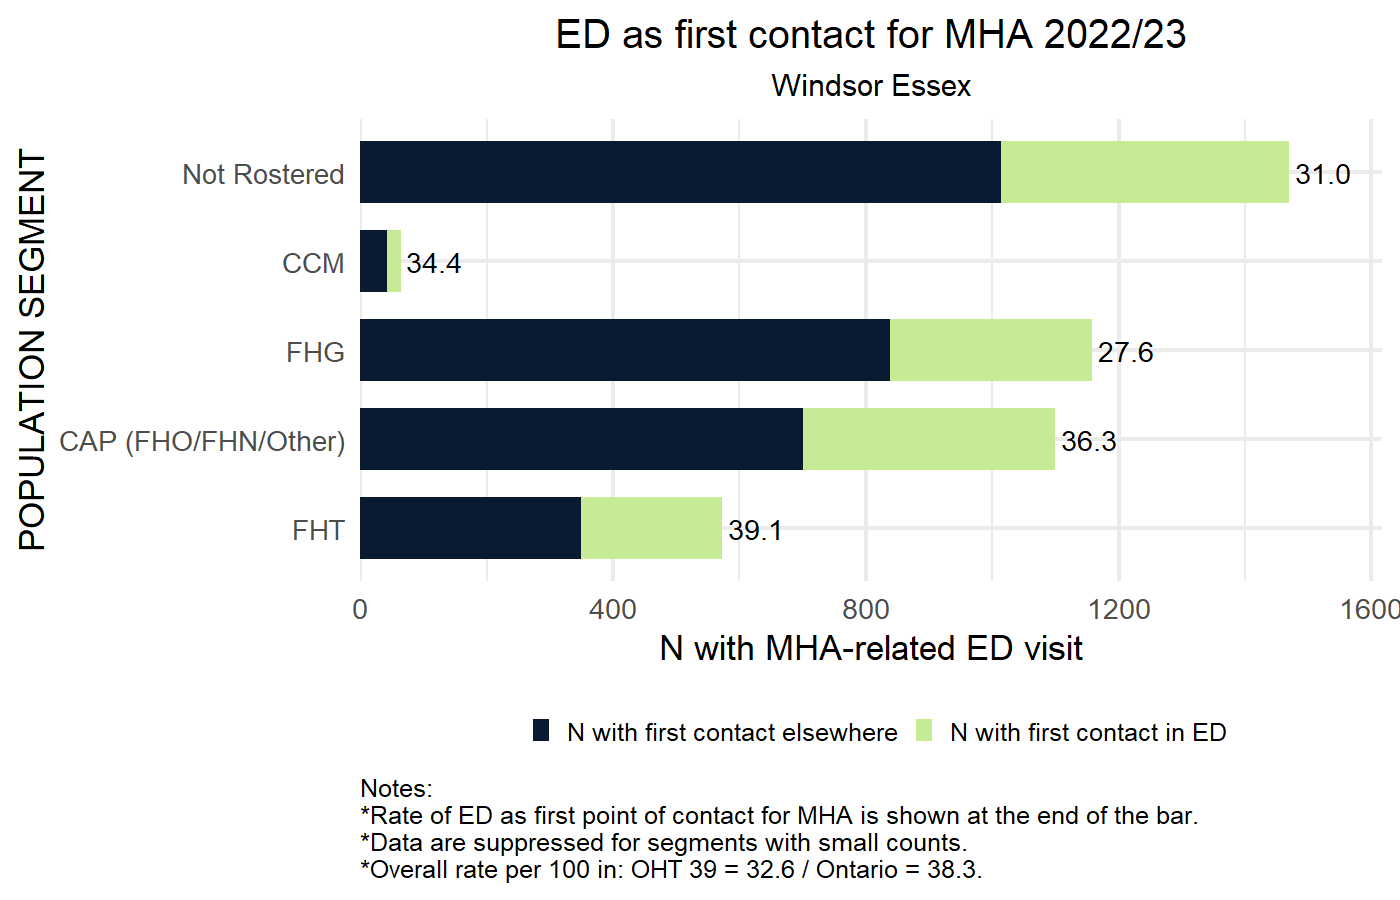 ED as first contact for MHA 2022/23
Windsor Essex
POPULATION SEGMENT
Not Rostered
31.0
CCM
34.4
FHG
27.6
CAP (FHO/FHN/Other)
36.3
FHT
39.1
0
400
800
1200
1600
N with MHA-related ED visit
N with first contact elsewhere
N with first contact in ED
Notes:
*Rate of ED as first point of contact for MHA is shown at the end of the bar.
*Data are suppressed for segments with small counts.
*Overall rate per 100 in: OHT 39 = 32.6 / Ontario = 38.3.